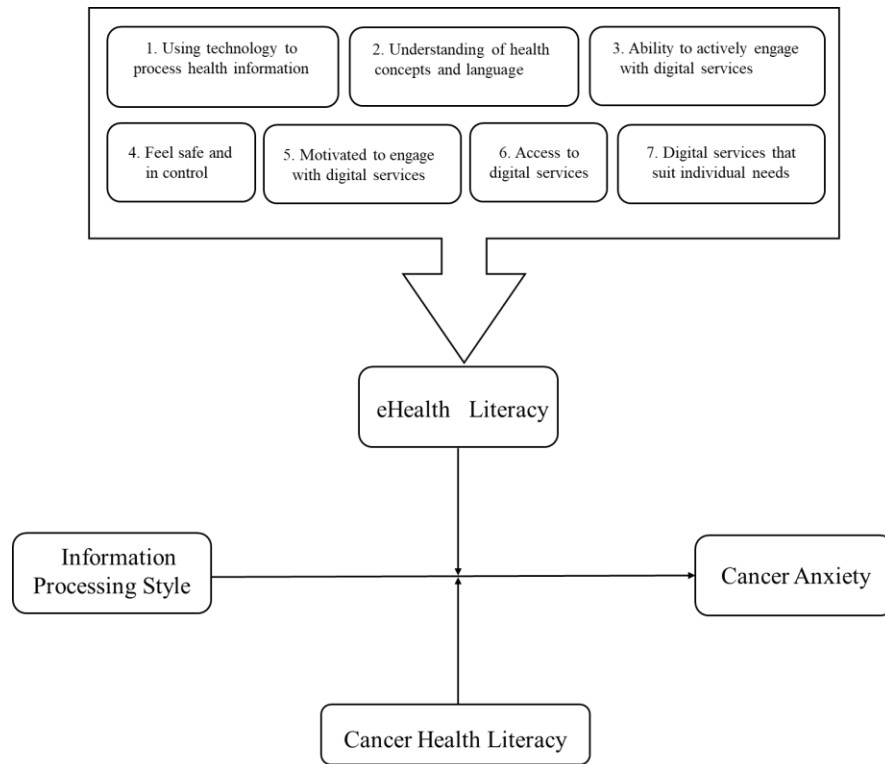 1. Using technology to
process health information
2. Understanding of health
concepts and language
3. Ability to actively engage
with digital services
4. Feel safe and
in control
5. Motivated to engage
with digital services
6. Access to
digital services
7. Digital services that
suit individual needs
eHealth Literacy
Information
Processing Style
Cancer Anxiety
Cancer Health Literacy